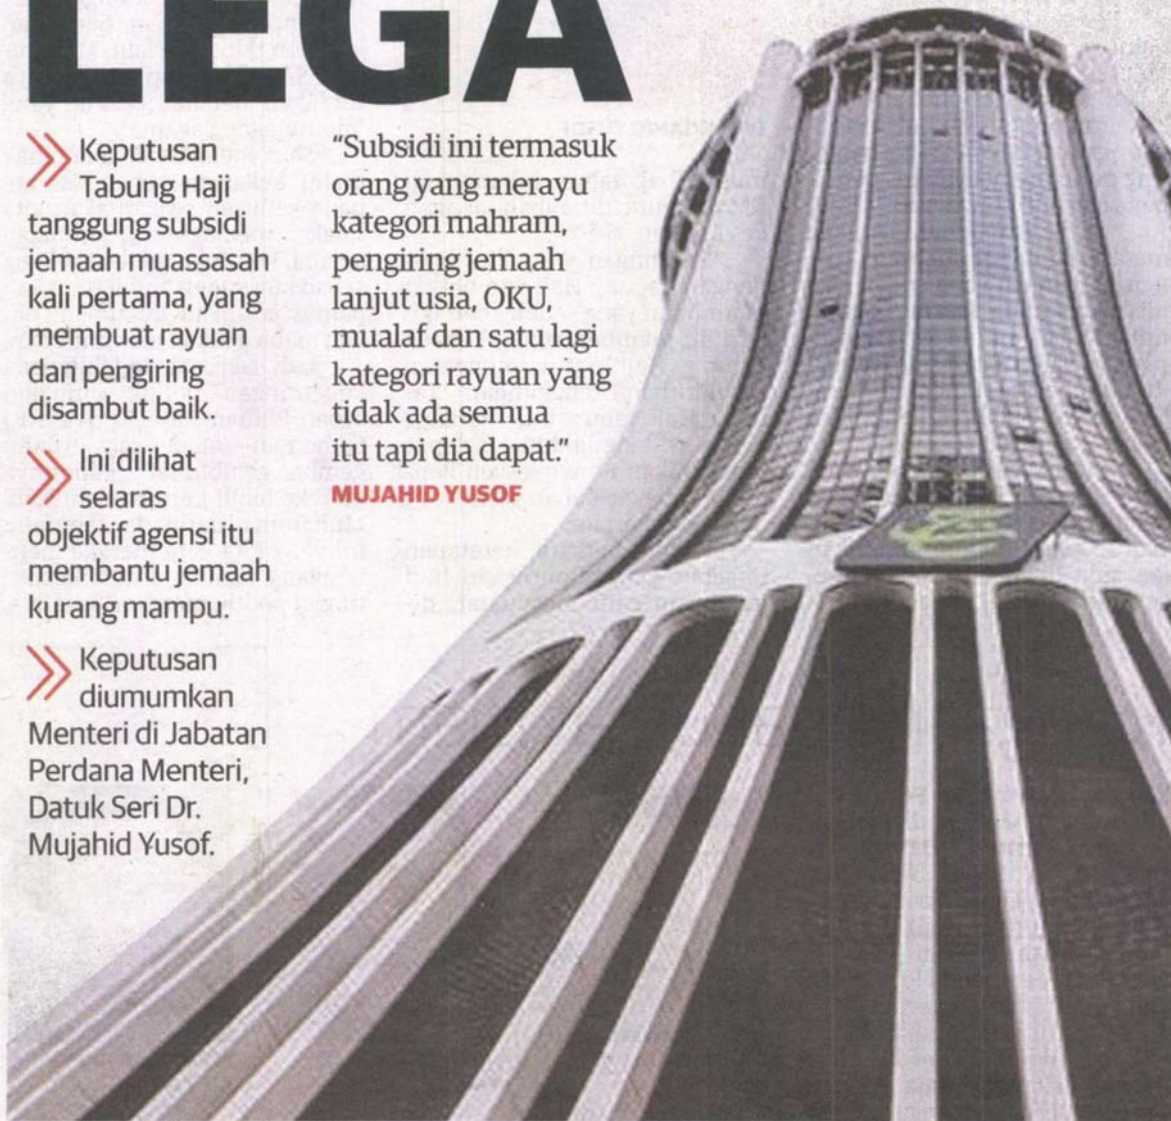 LEGA
Keputusan
Tabung Haji
tanggung subsidi
jemaah muassasah
kali pertama, yang
membuat rayuan
dan pengiring
disambut baik.
Ini dilihat
selaras
objektif agensi itu
membantu jemaah
kurang mampu.
Keputusan
diumumkan
Menteri di Jabatan
Perdana Menteri,
Datuk Seri Dr.
Mujahid Yusof.
“Subsidi ini termasuk
orang yang merayu
kategori mahram,
pengiring jemaah
lanjut usia, OKU,
mualaf dan satu lagi
kategori rayuan yang
tidak ada semua
itu tapi dia dapat.”
MUJAHID YUSOF